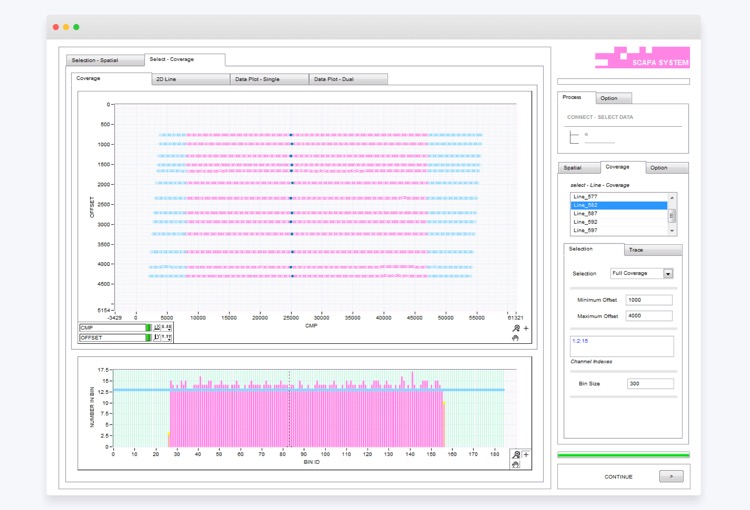 SCAFA SYSTEM
Selection - Spatial
Select - Coverage
Coverage
2D Line
Data Plot - Single
Data Plot - Dual
0
500
1000
1500
2000
2500
3000
3500
4000
4500
5154
OFFSET
-3429
0
5000
10000
15000
20000
25000
30000
35000
40000
45000
50000
55000
61321
CMP
CMP
OFFSET
17.5
15
12.5
10
7.5
5
2.5
0
NUMBER IN BIN
0
10
20
30
40
50
60
70
80
90
100
110
120
130
140
150
160
170
180
BIN ID
Process
Option
CONNECT - SELECT DATA
Spatial
Coverage
Option
select - Line - Coverage
Line_577
Line_582
Line_587
Line_592
Line_597
Selection
Trace
Selection
Full Coverage
Minimum Offset
1000
Maximum Offset
4000
1:2:15
Channel Indexes
Bin Size
300
CONTINUE
>